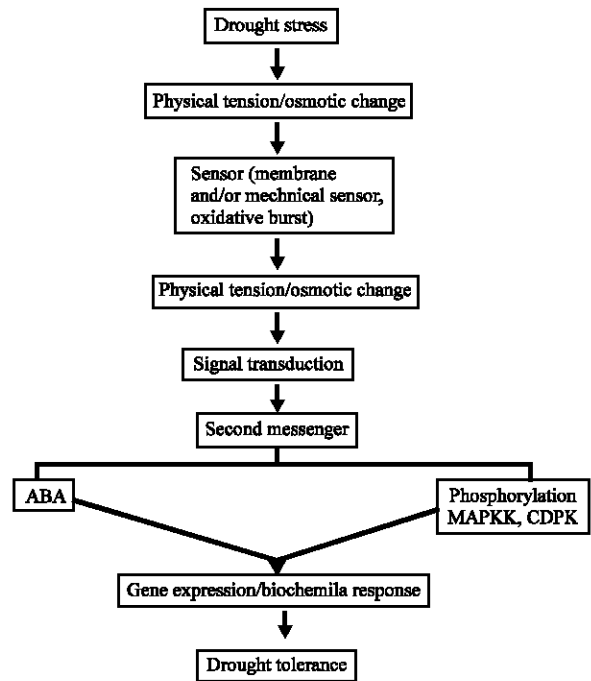 Drought stress
Physical tension/osmotic change
Sensor (membrane
and/or mechnical sensor,
oxidative burst)
Physical tension/osmotic change
Signal transduction
Second messenger
ABA
Phosphorylation
MAPKK, CDPK
Gene expression/biochemila response
Drought tolerance